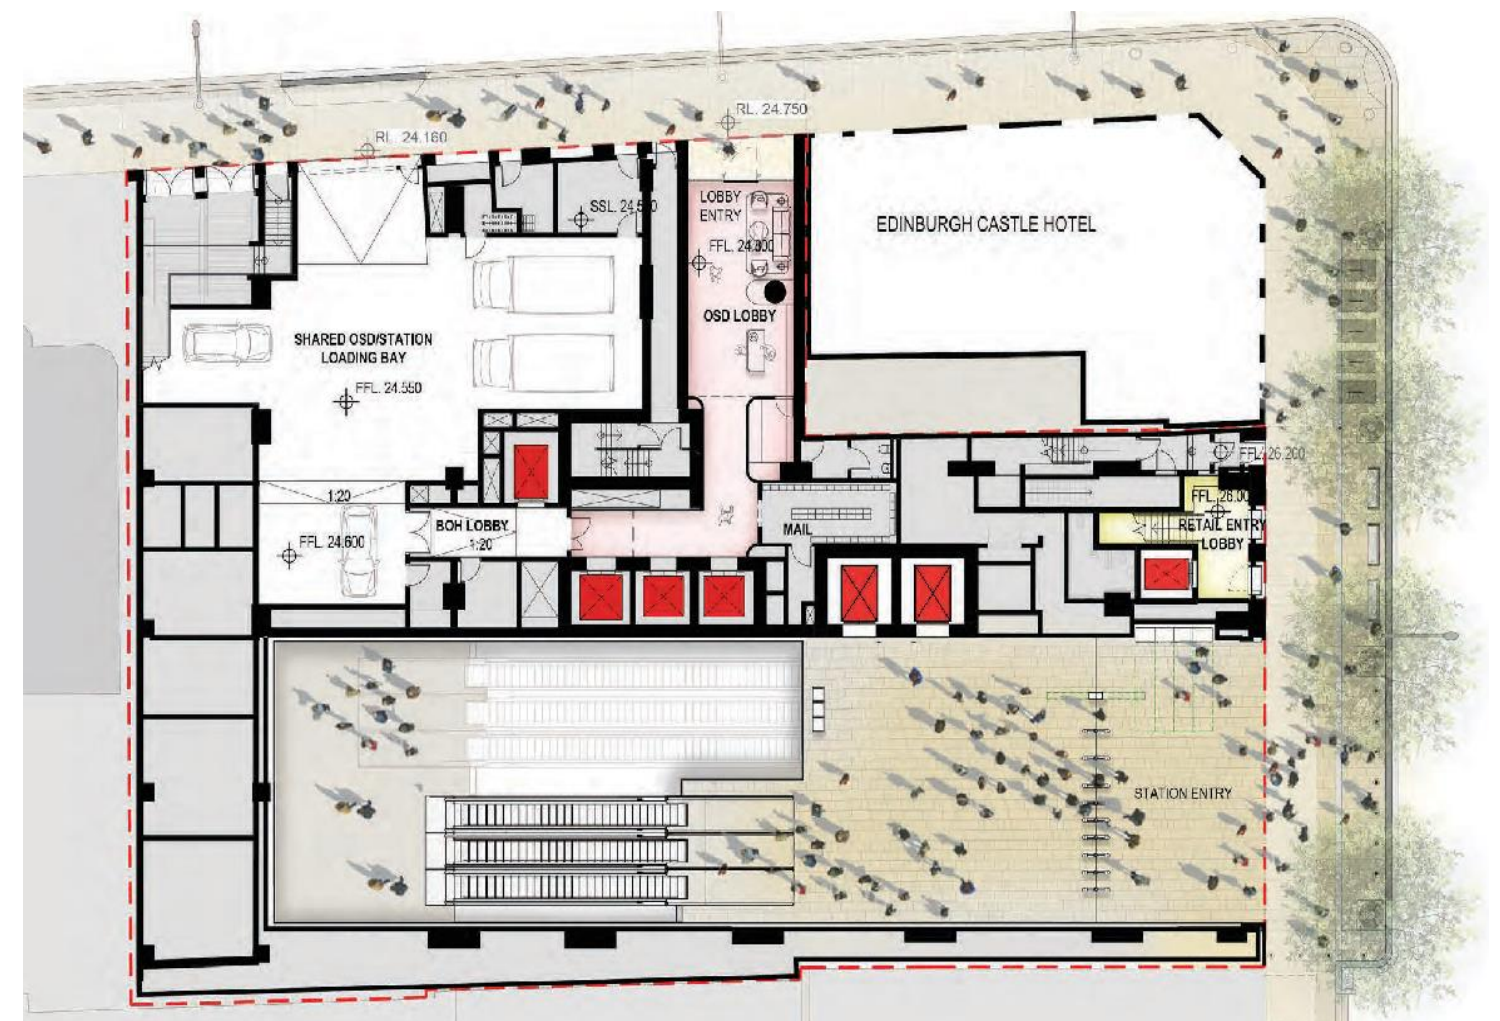 RL. 24.750
RL. 24.160
LOBBY
ENTRY
SSL. 24.5
FFL. 24.800
EDINBURGH CASTLE HOTEL
OSD LOBBY
SHARED OSD/STATION
LOADING BAY
FFL. 24.550
FFL. 26.200
1:20
FFL. 26.00
BOH LOBBY
1:20
MAIL
RETAIL ENTRY
LOBBY
FFL. 24.600
STATION ENTRY